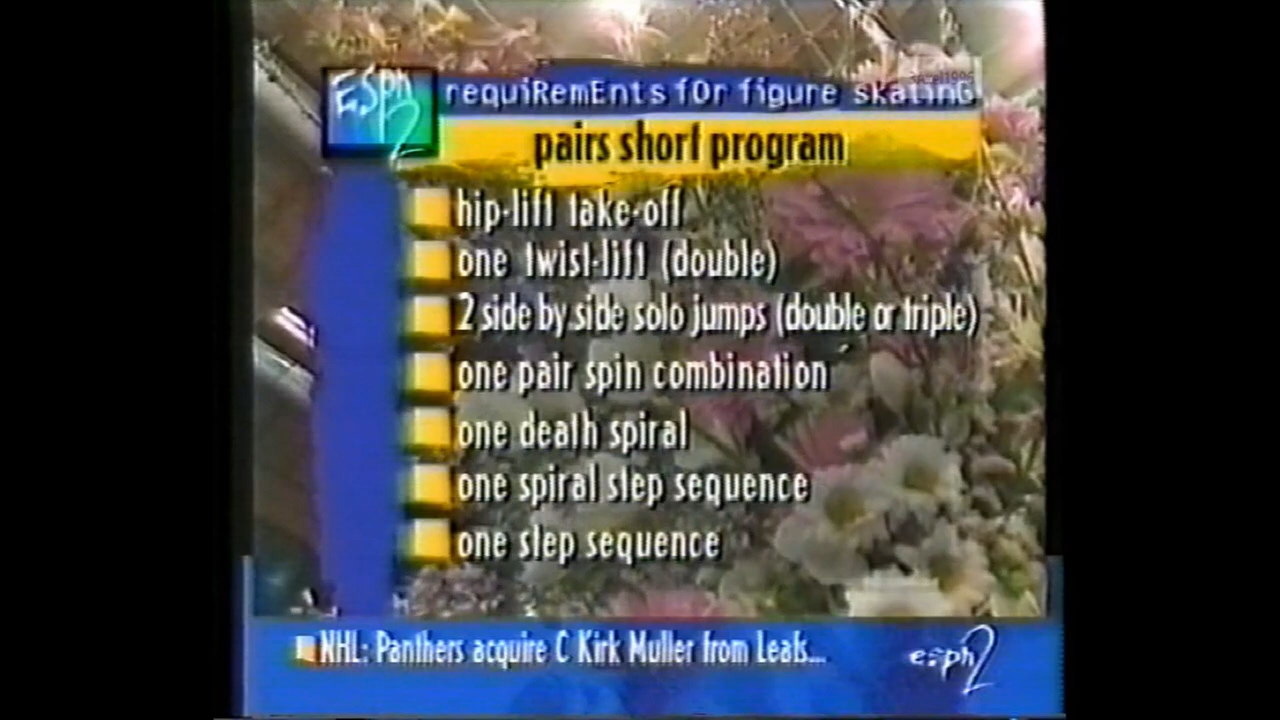 ESPN2
requiRemEnts fOr figure skatinG
pairs short program
hip-lift take-off
one twist-lift (double)
2 side by side solo jumps (double or triple)
one pair spin combination
one death spiral
one spiral step sequence
one step sequence
NHL: Panthers acquire C Kirk Muller from Leafs...
espn2